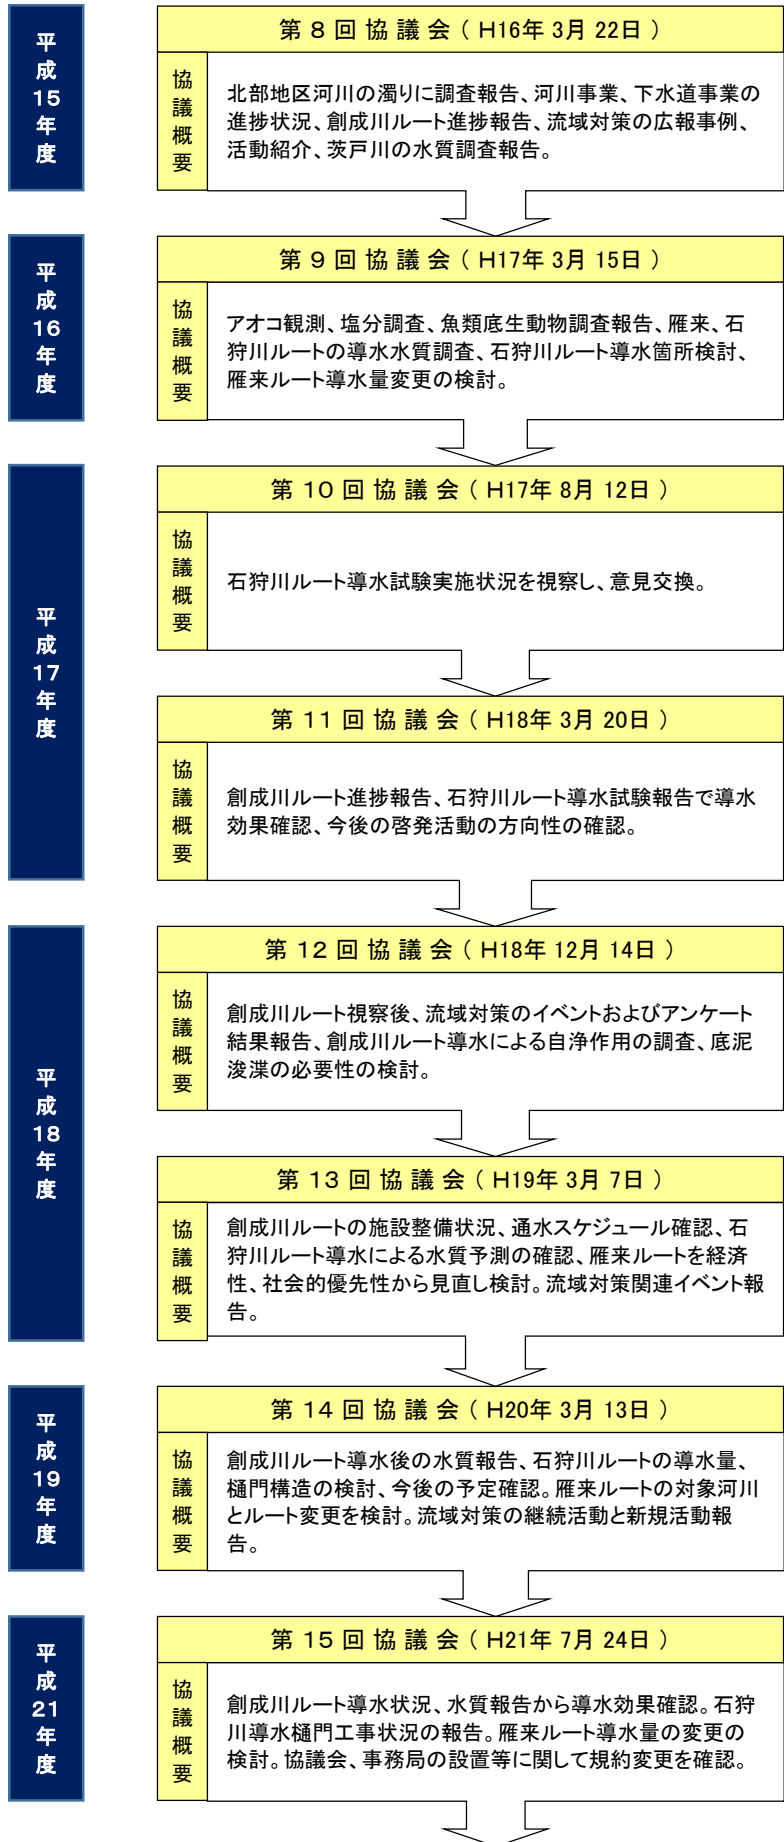 平成15年度
第８回協議会（H16年3月22日）
協議概要
北部地区河川の濁りに調査報告、河川事業、下水道事業の
進捗状況、創成川ルート進捗報告、流域対策の広報事例、
活動紹介、茨戸川の水質調査報告。
平成16年度
第９回協議会（H17年3月15日）
協議概要
アオコ観測、塩分調査、魚類底生動物調査報告、雁来、石
狩川ルートの導水水質調査、石狩川ルート導水箇所検討、
雁来ルート導水量変更の検討。
平成17年度
第10回協議会（H17年8月12日）
協議概要
石狩川ルート導水試験実施状況を視察し、意見交換。
第11回協議会（H18年3月20日）
協議概要
創成川ルート進捗報告、石狩川ルート導水試験報告で導水
効果確認、今後の啓発活動の方向性の確認。
平成18年度
第12回協議会（H18年12月14日）
協議概要
創成川ルート視察後、流域対策のイベントおよびアンケート
結果報告、創成川ルート導水による自浄作用の調査、底泥
浚渫の必要性の検討。
第13回協議会（H19年3月7日）
協議概要
創成川ルートの施設整備状況、通水スケジュール確認、石
狩川ルート導水による水質予測の確認、雁来ルートを経済
性、社会的優先性から見直し検討。流域対策関連イベント報
告。
平成19年度
第14回協議会（H20年3月13日）
協議概要
創成川ルート導水後の水質報告、石狩川ルートの導水量、
樋門構造の検討、今後の予定確認。雁来ルートの対象河川
とルート変更を検討。流域対策の継続活動と新規活動報
告。
平成21年度
第15回協議会（H21年7月24日）
協議概要
創成川ルート導水状況、水質報告から導水効果確認。石狩
川導水樋門工事状況の報告。雁来ルート導水量の変更の
検討。協議会、事務局の設置等に関して規約変更を確認。